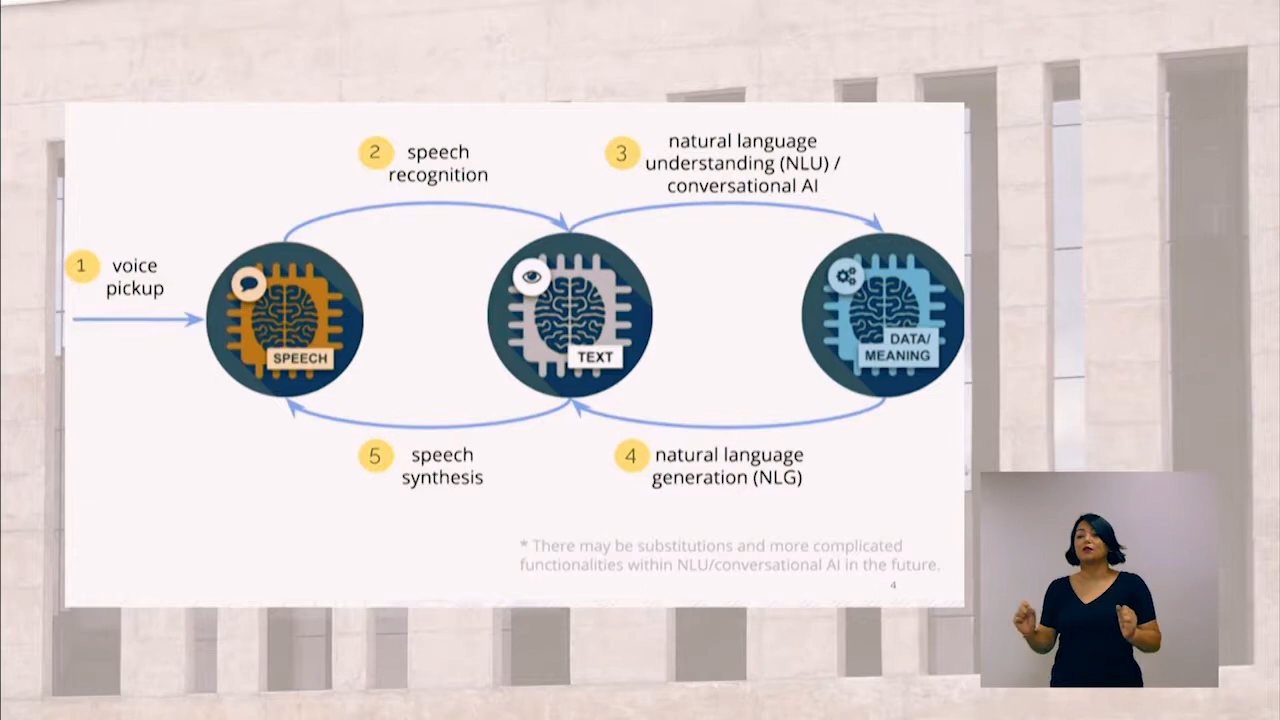 1
voice
pickup
2
speech
recognition
3
natural language
understanding (NLU) /
conversational AI
SPEECH
TEXT
DATA/
MEANING
5
speech
synthesis
4
natural language
generation (NLG)
* There may be substitutions and more complicated
functionalities within NLU/conversational AI in the future.
4